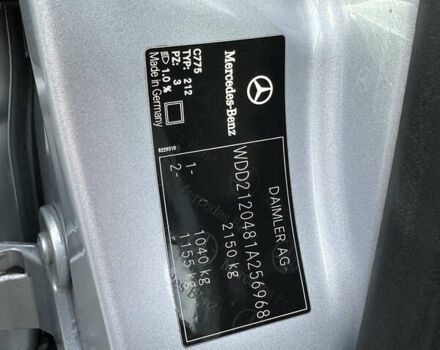 Mercedes-Benz
DAIMLER AG
WDD2120481A256968
2150 kg
1- 1040 kg
2- 1155 kg
C775
TYP: 212
PZ: 3
1.0 %
Made in Germany
8229310